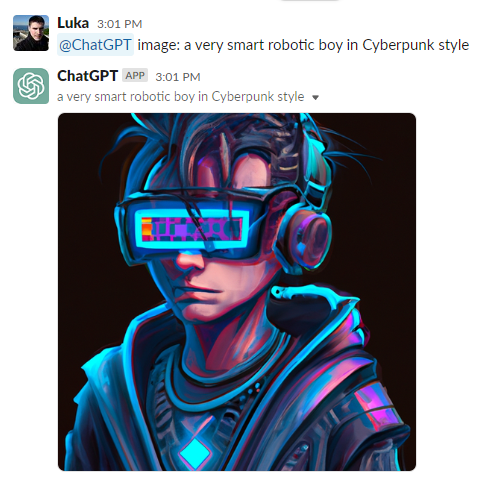 Luka 3:01 PM
@ChatGPT image: a very smart robotic boy in Cyberpunk style
ChatGPT APP 3:01 PM
a very smart robotic boy in Cyberpunk style